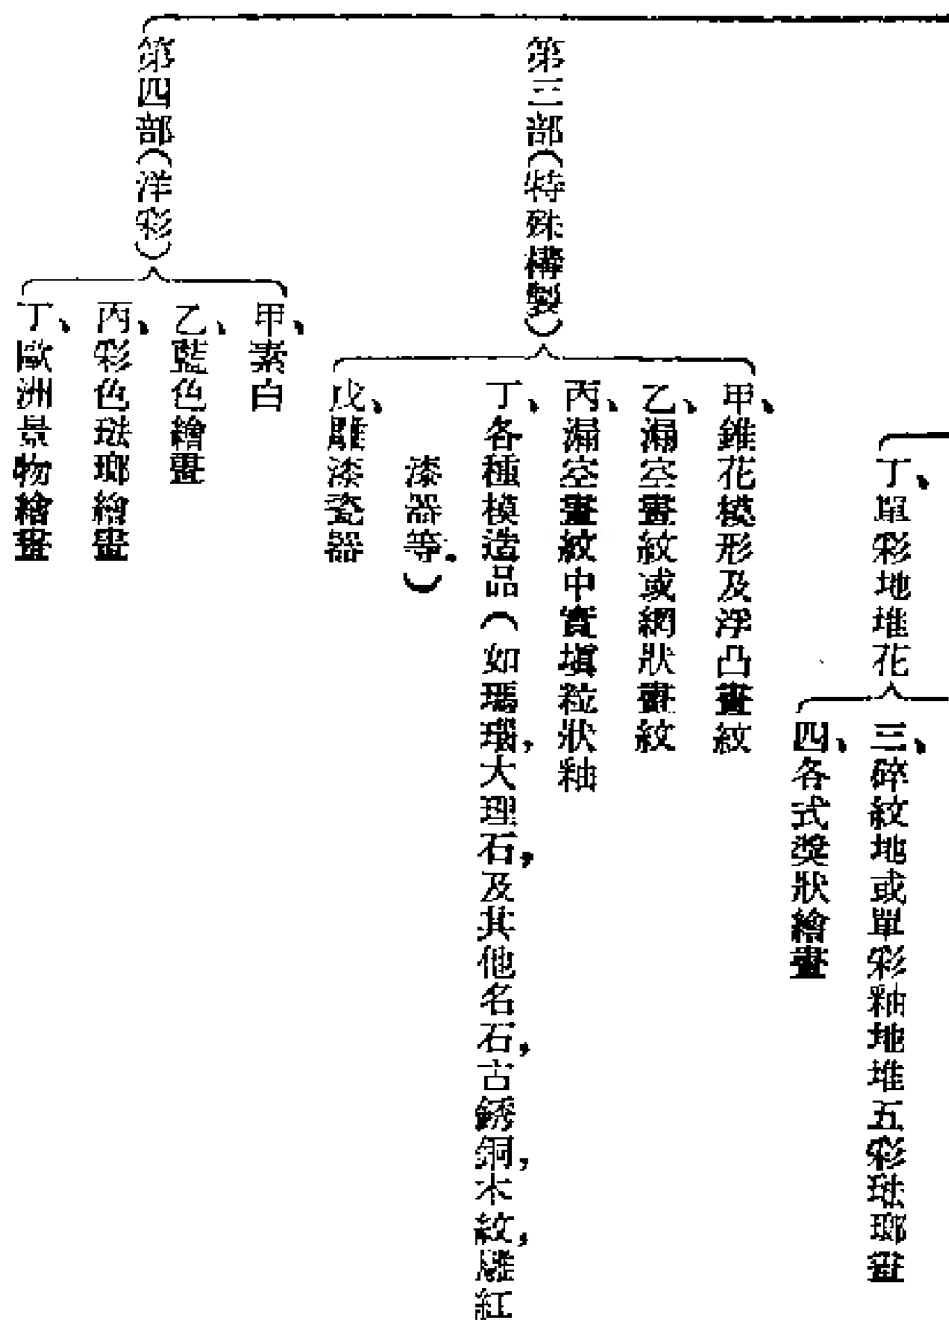 丁、單彩地堆花
三、碎紋地或單彩釉地堆五彩琺瑯畫
四、各式獎狀繪畫
第三部(特殊構製)
甲、錐花模形及浮凸畫紋
乙、漏空畫紋或網狀畫紋
丙、漏空畫紋中實塡粒狀釉
丁、各種模造品(如瑪瑙,大理石,及其他名石,古銹銅,木紋,雕紅
漆器等。)
戊、雕漆瓷器
第四部(洋彩)
甲、素白
乙、藍色繪畫
丙、彩色琺瑯繪畫
丁、歐洲景物繪畫